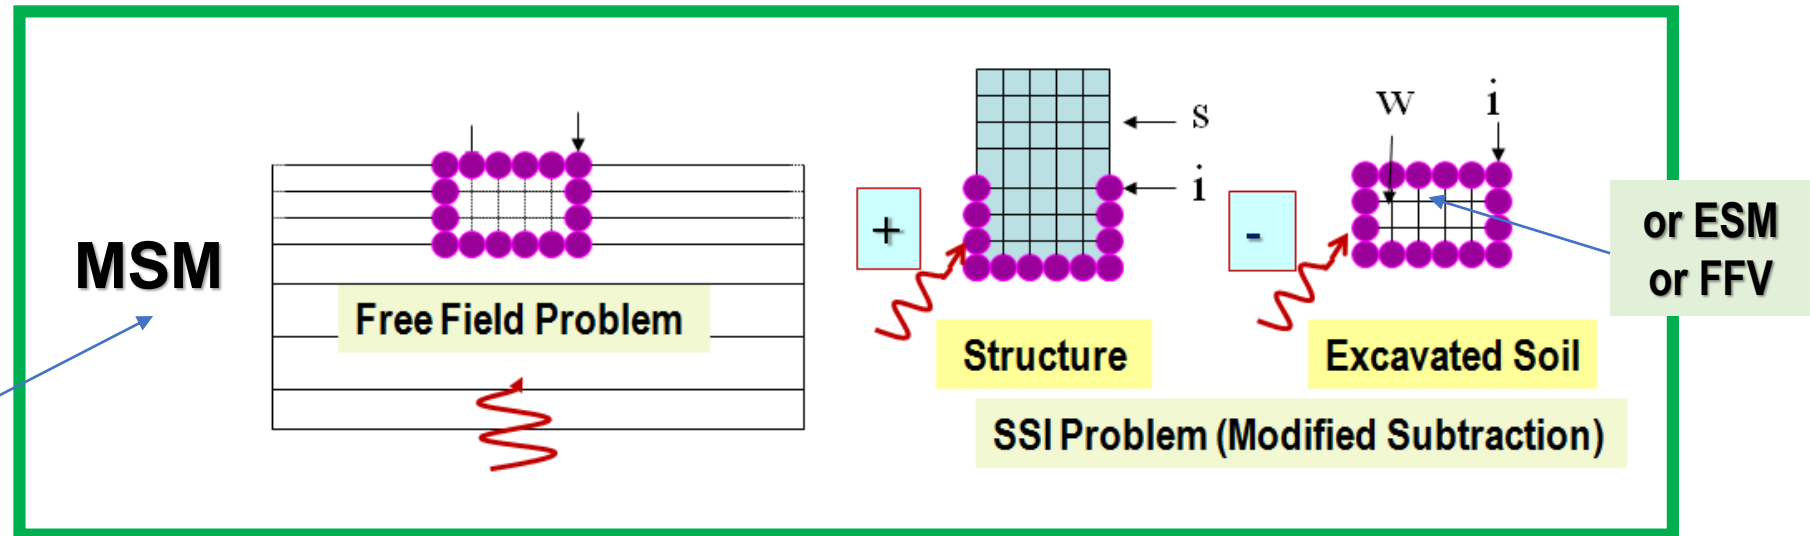 MSM
Free Field Problem
+
s
i
Structure
-
w
i
Excavated Soil
SSI Problem (Modified Subtraction)
or ESM
or FFV